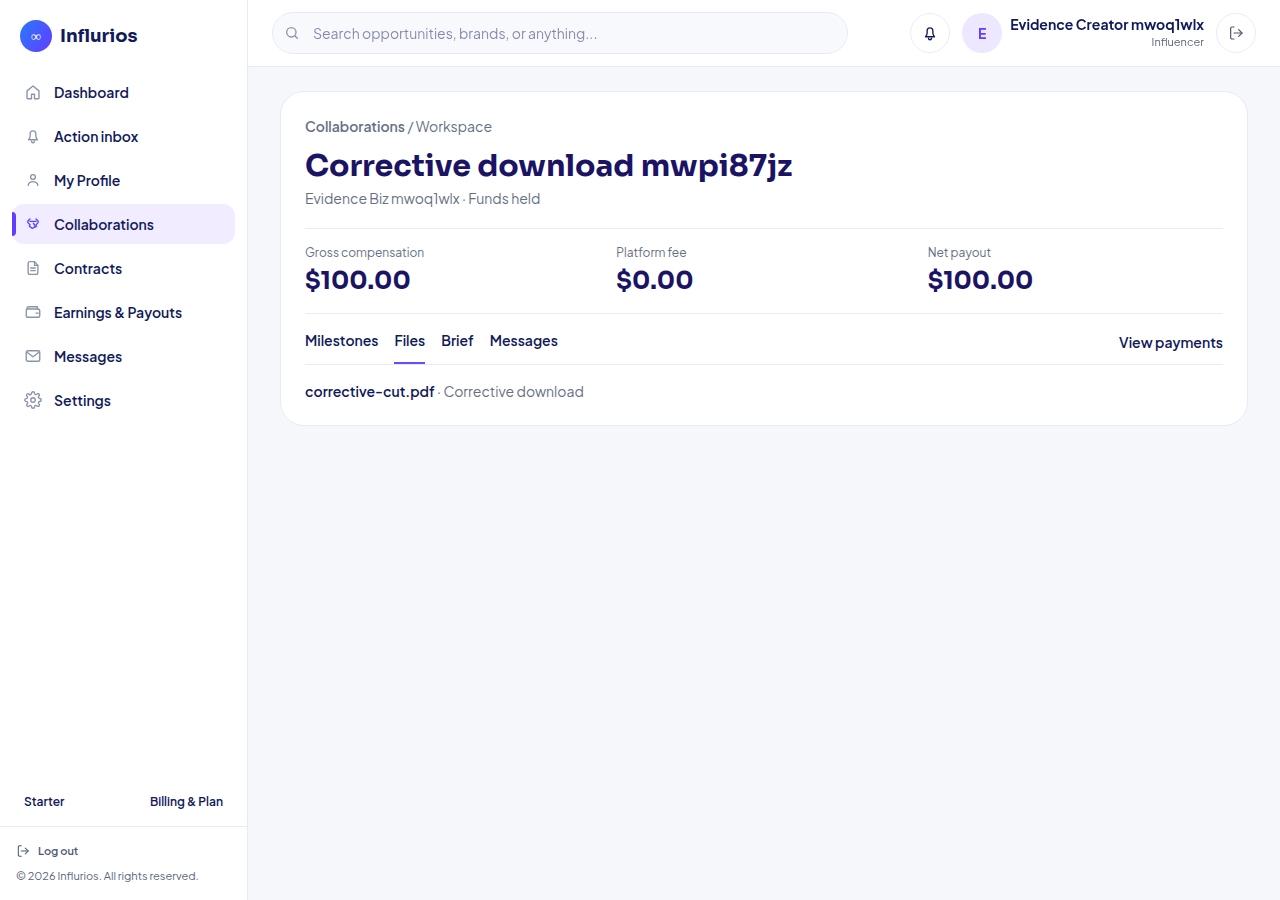 ∞ Influrios
Dashboard
Action inbox
My Profile
Collaborations
Contracts
Earnings & Payouts
Messages
Settings
Starter
Billing & Plan
Log out
© 2026 Influrios. All rights reserved.
Search opportunities, brands, or anything...
E
Evidence Creator mwoq1wlx
Influencer
Collaborations / Workspace
Corrective download mwpi87jz
Evidence Biz mwoq1wlx · Funds held
Gross compensation
$100.00
Platform fee
$0.00
Net payout
$100.00
Milestones Files Brief Messages View payments
corrective-cut.pdf · Corrective download